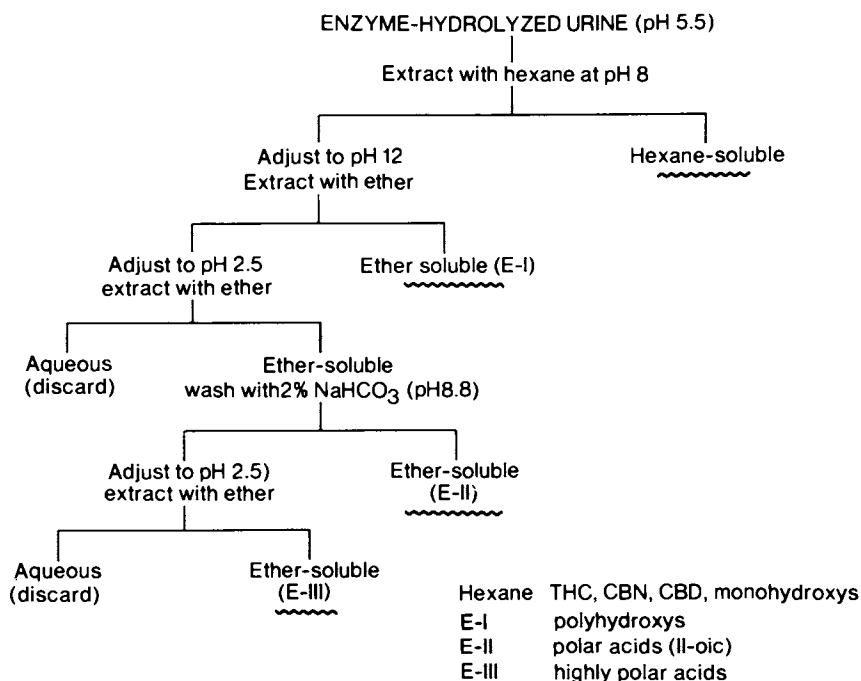 ENZYME-HYDROLYZED URINE (pH 5.5)
Extract with hexane at pH 8
Adjust to pH 12
Extract with ether
Hexane-soluble
Adjust to pH 2.5
extract with ether
Ether soluble (E-I)
Aqueous
(discard)
Ether-soluble
wash with2% NaHCO3 (pH8.8)
Adjust to pH 2.5)
extract with ether
Ether-soluble
(E-II)
Aqueous
(discard)
Ether-soluble
(E-III)
Hexane THC, CBN, CBD, monohydroxys
E-I polyhydroxys
E-II polar acids (II-oic)
E-III highly polar acids